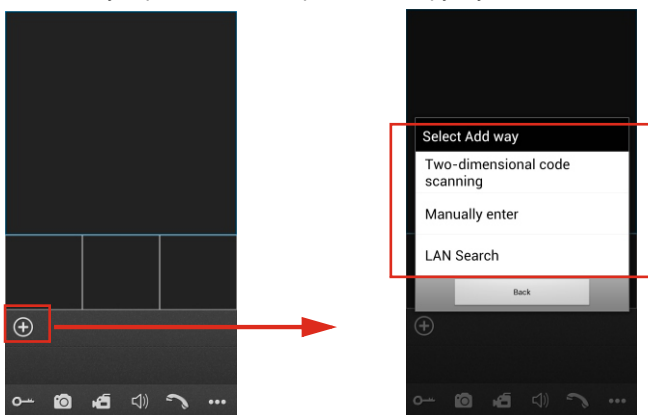 Select Add way
Two-dimensional code
scanning
Manually enter
LAN Search
Back